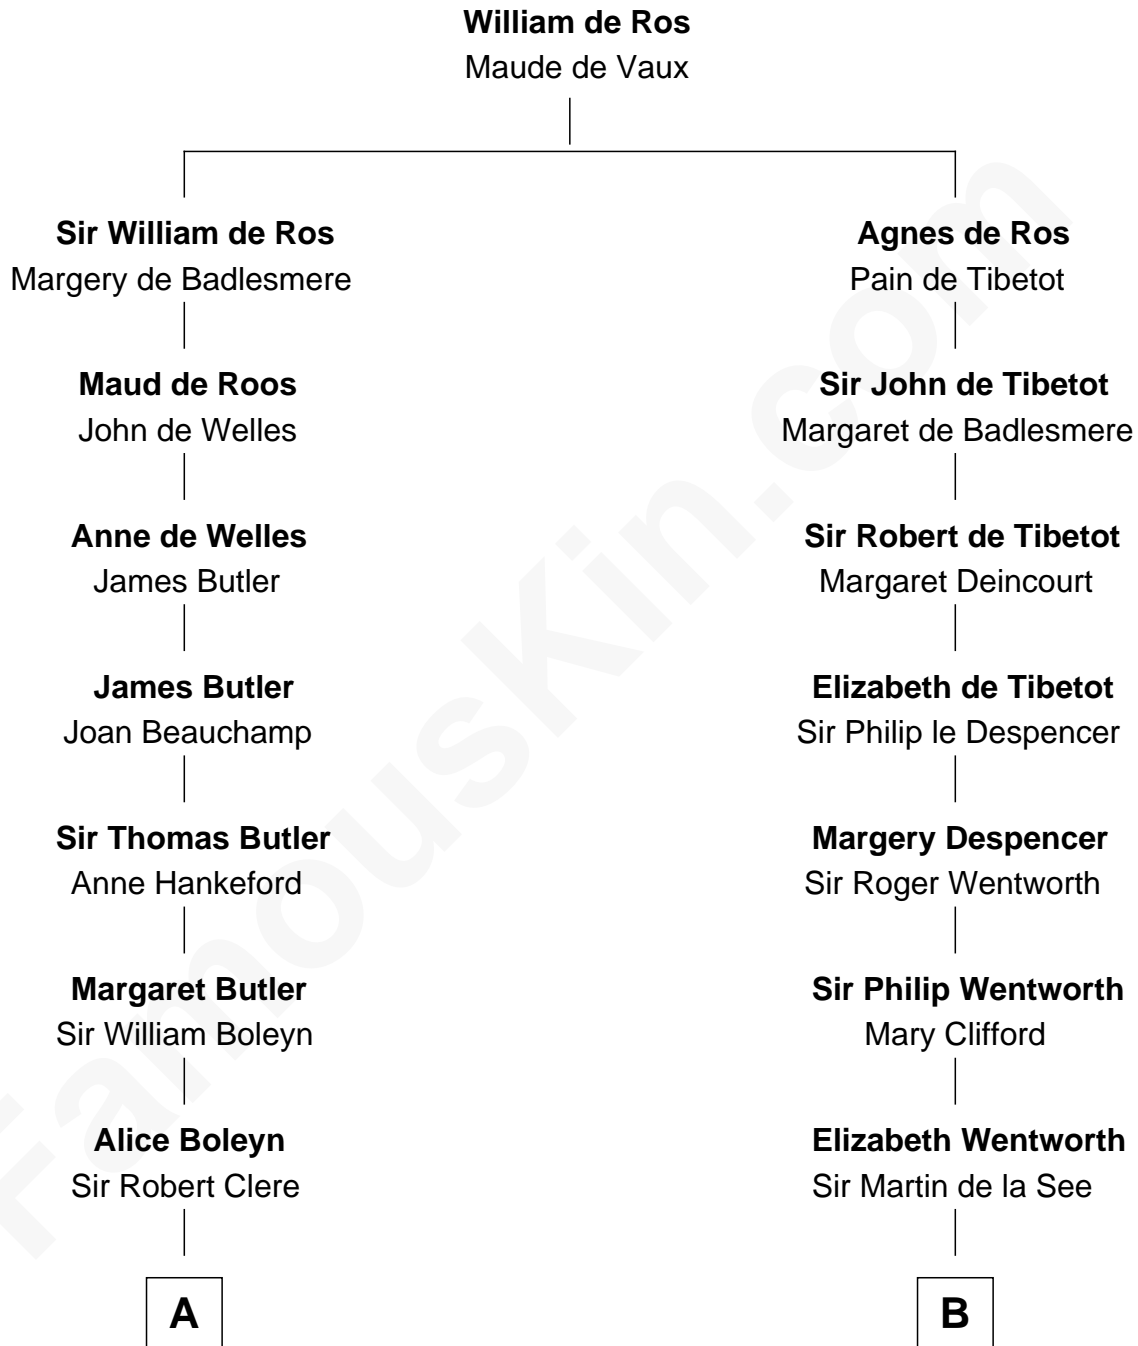 William de Ros
Maude de Vaux
Sir William de Ros
Margery de Badlesmere
Maud de Roos
John de Welles
Anne de Welles
James Butler
James Butler
Joan Beauchamp
Sir Thomas Butler
Anne Hankeford
Margaret Butler
Sir William Boleyn
Alice Boleyn
Sir Robert Clere
A
Agnes de Ros
Pain de Tibetot
Sir John de Tibetot
Margaret de Badlesmere
Sir Robert de Tibetot
Margaret Deincourt
Elizabeth de Tibetot
Sir Philip le Despencer
Margery Despencer
Sir Roger Wentworth
Sir Philip Wentworth
Mary Clifford
Elizabeth Wentworth
Sir Martin de la See
B
FamousKin.com